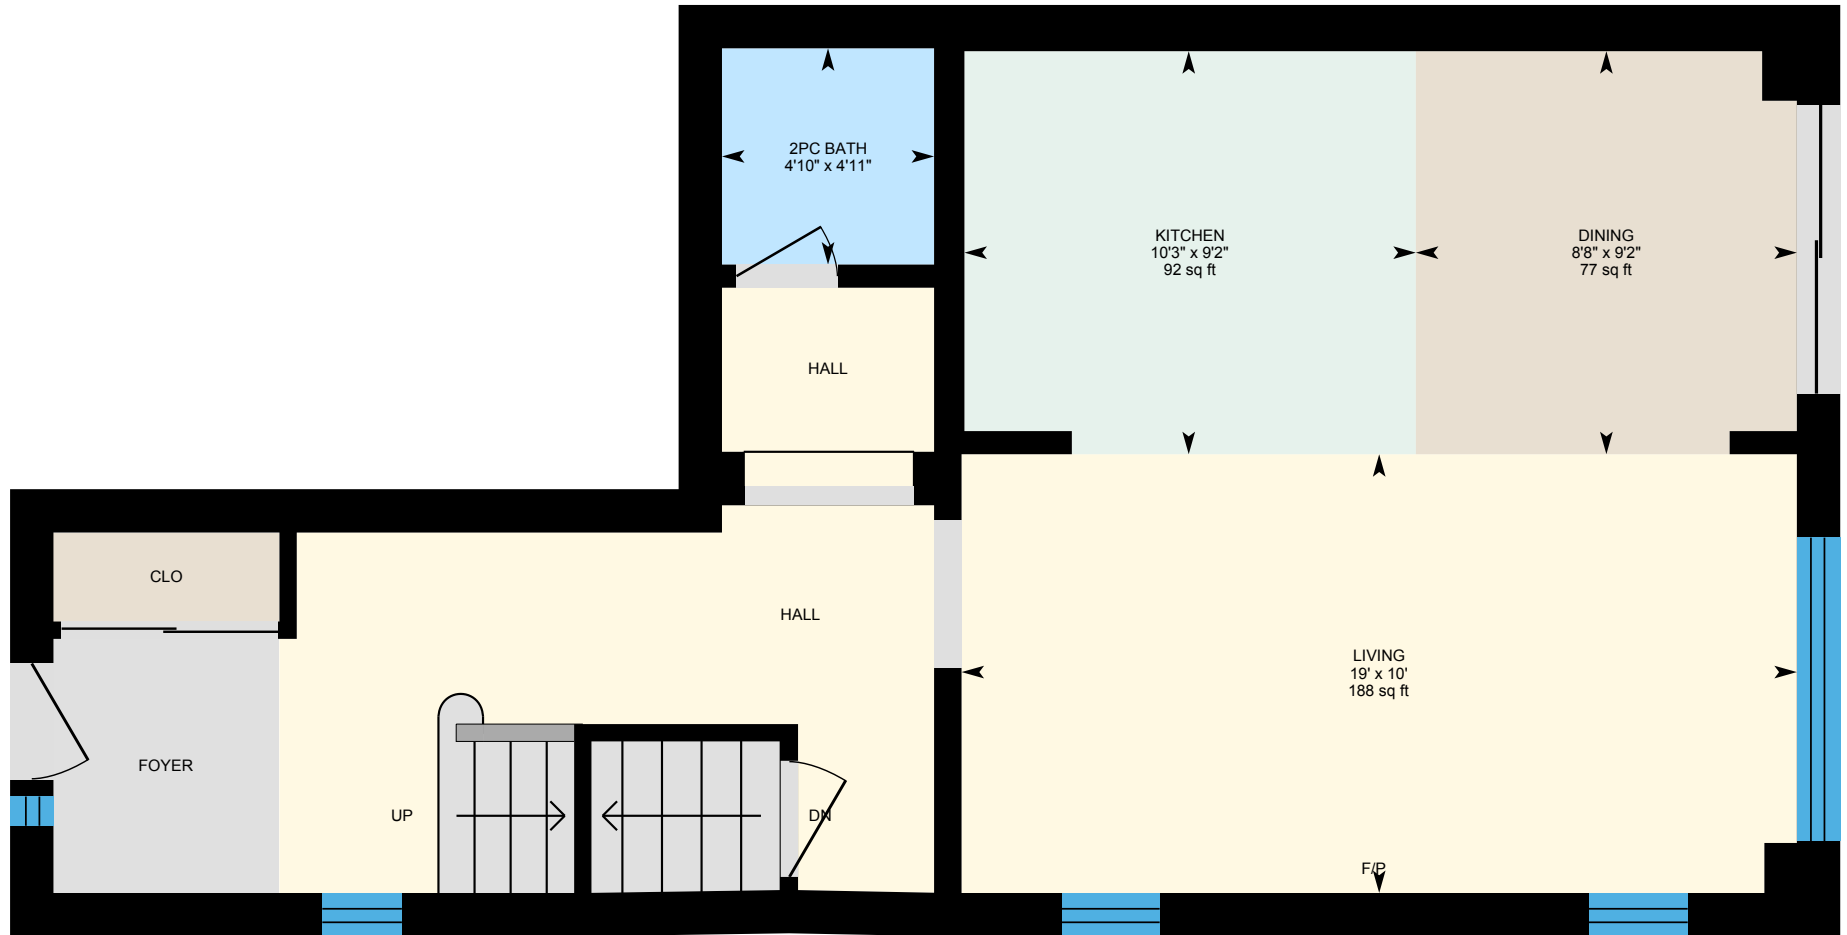 2PC BATH
4'10" x 4'11"
KITCHEN
10'3" x 9'2"
92 sq ft
DINING
8'8" x 9'2"
77 sq ft
HALL
CLO
HALL
LIVING
19' x 10'
188 sq ft
FOYER
UP
DN
F/P